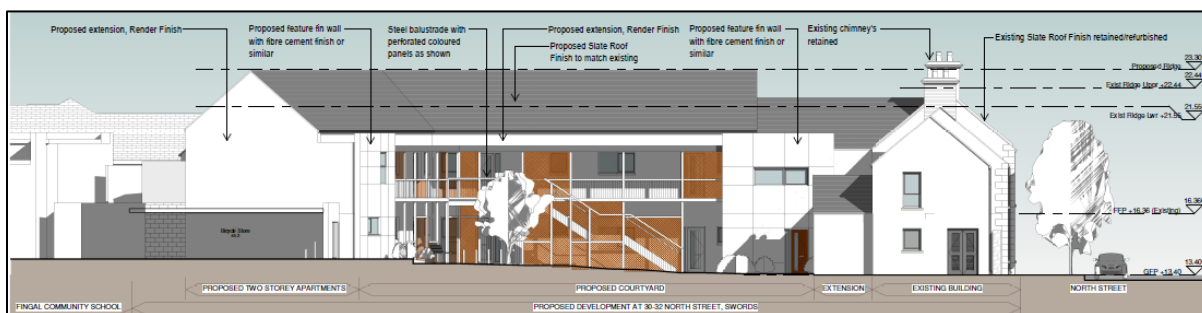 Proposed extension, Render Finish
Proposed feature fin wall
with fibre cement finish or
similar
Steel balustrade with
perforated coloured
panels as shown
Proposed extension, Render Finish
Proposed Slate Roof
Finish to match existing
Proposed feature fin wall
with fibre cement finish or
similar
Existing chimney's
retained
Existing Slate Roof Finish retained/refurbished
23.30
Proposed Ridge
22.44
Exist Ridge Uppr +22.44
21.55
Exist Ridge Lwr +21.55
16.36
FFP +16.36 (Existing)
13.40
GFP +13.40
Bicycle Store
PROPOSED TWO STOREY APARTMENTS
PROPOSED COURTYARD
EXTENSION
EXISTING BUILDING
NORTH STREET
FINGAL COMMUNITY SCHOOL
PROPOSED DEVELOPMENT AT 30-32 NORTH STREET, SWORDS